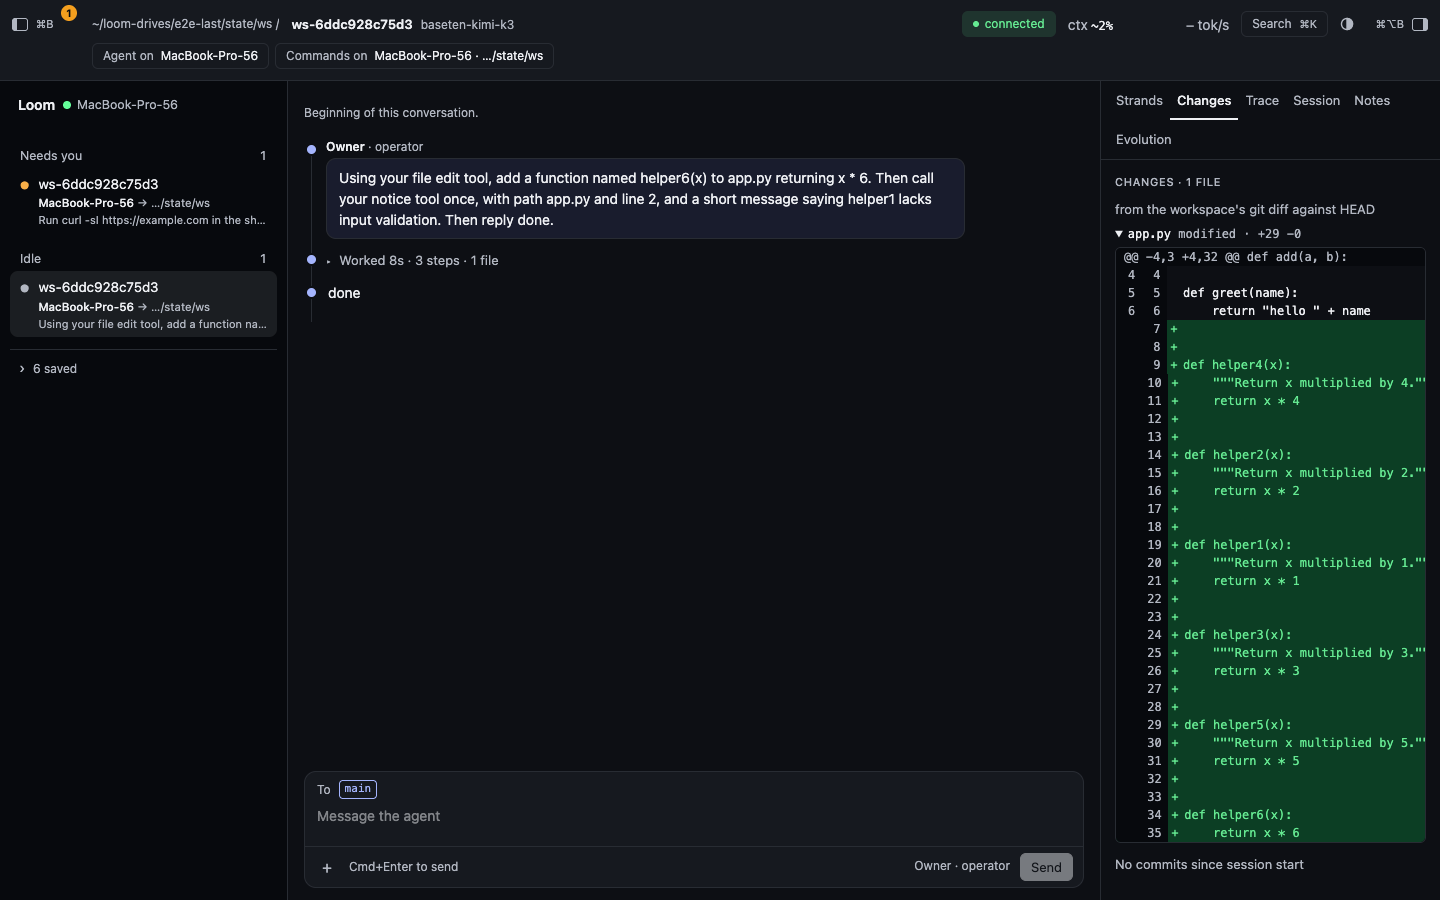 ⌘B
1
~/loom-drives/e2e-last/state/ws / ws-6ddc928c75d3 baseten-kimi-k3
connected
ctx ~2%
– tok/s
Search ⌘K
⌘⌥B
Agent on MacBook-Pro-56
Commands on MacBook-Pro-56 · …/state/ws
Loom MacBook-Pro-56
Needs you 1
ws-6ddc928c75d3
MacBook-Pro-56 → …/state/ws
Run curl -sI https://example.com in the sh…
Idle 1
ws-6ddc928c75d3
MacBook-Pro-56 → …/state/ws
Using your file edit tool, add a function na…
› 6 saved
Beginning of this conversation.
Owner · operator
Using your file edit tool, add a function named helper6(x) to app.py returning x * 6. Then call
your notice tool once, with path app.py and line 2, and a short message saying helper1 lacks
input validation. Then reply done.
▸ Worked 8s · 3 steps · 1 file
done
To main
Message the agent
+ Cmd+Enter to send
Owner · operator
Send
Strands Changes Trace Session Notes
Evolution
CHANGES · 1 FILE
from the workspace's git diff against HEAD
▼ app.py modified · +29 −0
@@ −4,3 +4,32 @@ def add(a, b):
4 4
5 5 def greet(name):
6 6 return "hello " + name
7 +
8 +
9 + def helper4(x):
10 + """Return x multiplied by 4.""
11 + return x * 4
12 +
13 +
14 + def helper2(x):
15 + """Return x multiplied by 2.""
16 + return x * 2
17 +
18 +
19 + def helper1(x):
20 + """Return x multiplied by 1.""
21 + return x * 1
22 +
23 +
24 + def helper3(x):
25 + """Return x multiplied by 3.""
26 + return x * 3
27 +
28 +
29 + def helper5(x):
30 + """Return x multiplied by 5.""
31 + return x * 5
32 +
33 +
34 + def helper6(x):
35 + return x * 6
No commits since session start